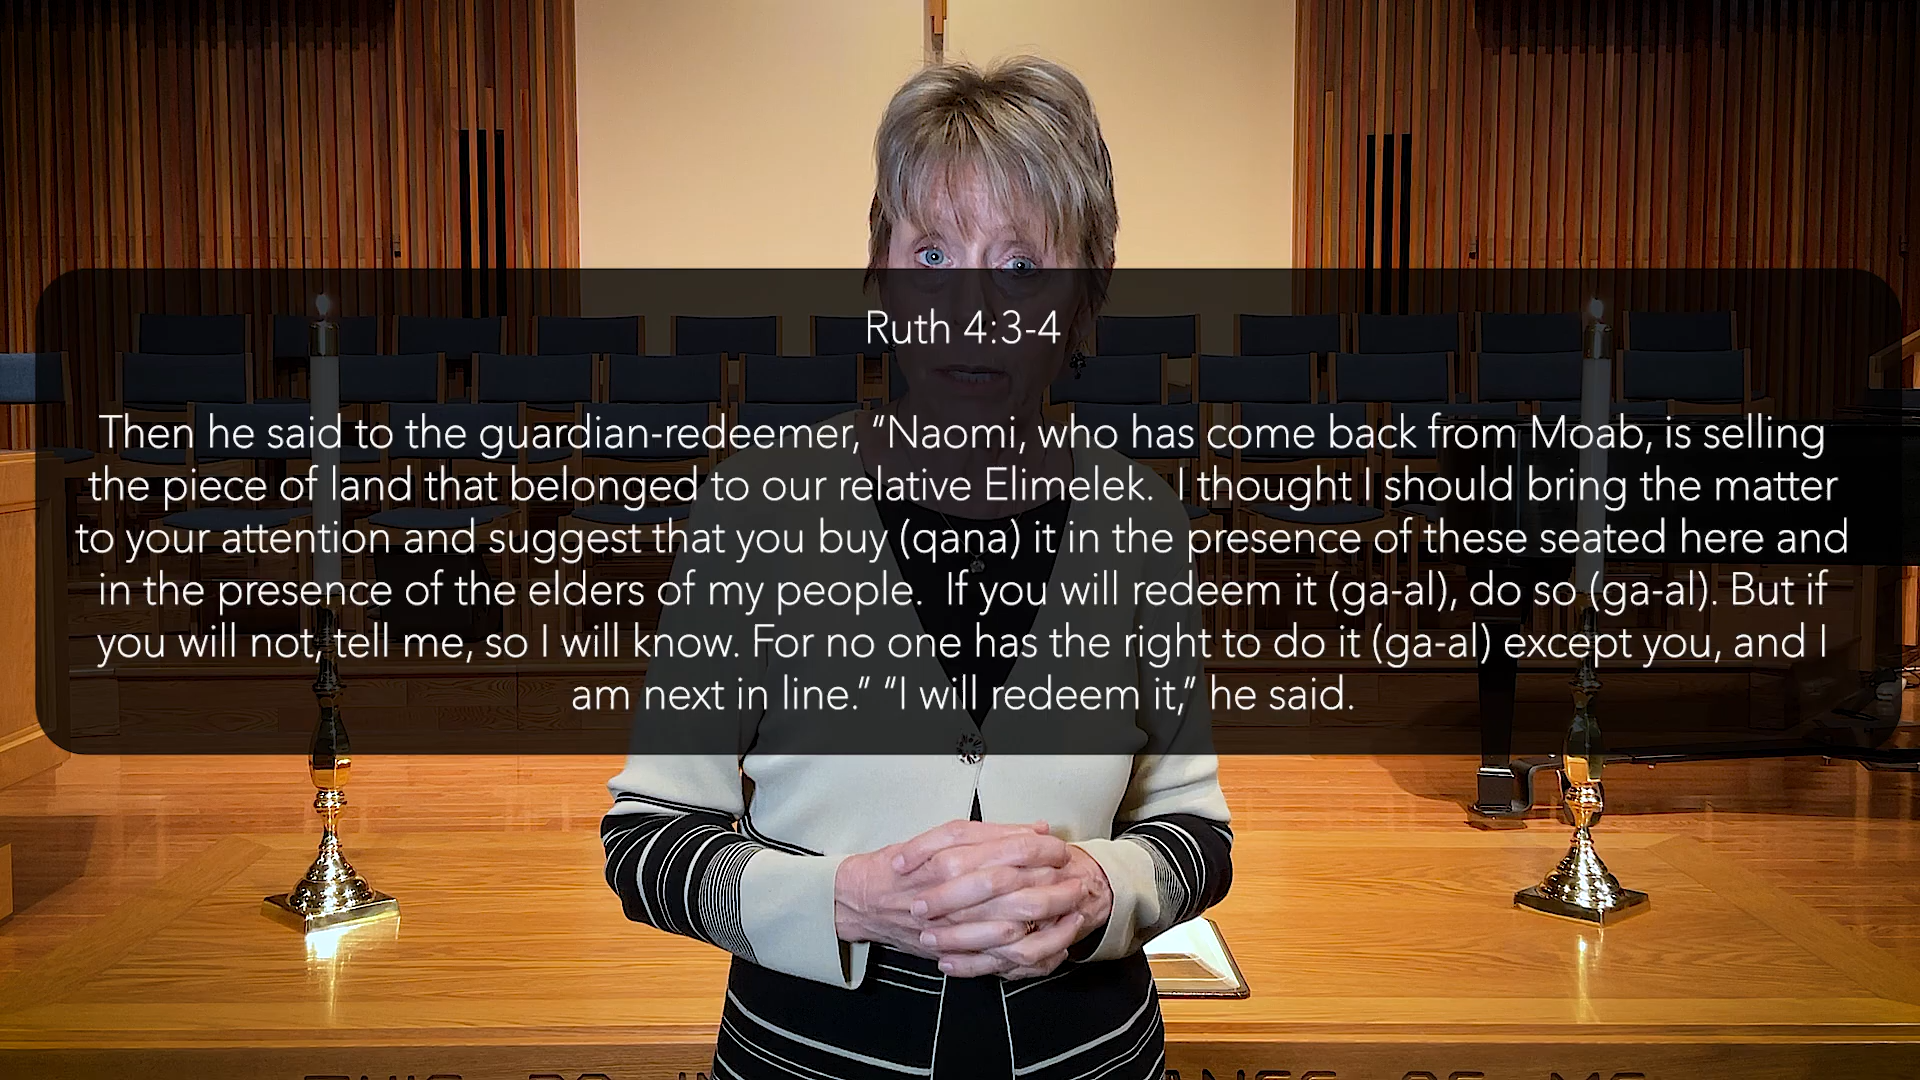 Ruth 4:3-4
Then he said to the guardian-redeemer, “Naomi, who has come back from Moab, is selling
the piece of land that belonged to our relative Elimelek.  I thought I should bring the matter
to your attention and suggest that you buy (qana) it in the presence of these seated here and
in the presence of the elders of my people.  If you will redeem it (ga-al), do so (ga-al). But if
you will not, tell me, so I will know. For no one has the right to do it (ga-al) except you, and I
am next in line.” “I will redeem it,” he said.